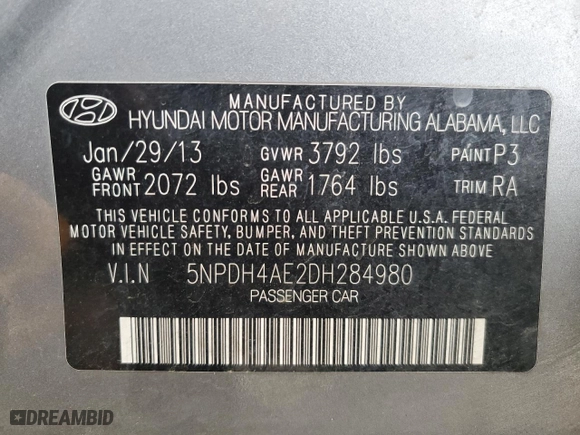 MANUFACTURED BY
HYUNDAI MOTOR MANUFACTURING ALABAMA, LLC
Jan/29/13 GVWR 3792 lbs PAINT P3
GAWR FRONT 2072 lbs GAWR REAR 1764 lbs TRIM RA
THIS VEHICLE CONFORMS TO ALL APPLICABLE U.S.A. FEDERAL
MOTOR VEHICLE SAFETY, BUMPER, AND THEFT PREVENTION STANDARDS
IN EFFECT ON THE DATE OF MANUFACTURE SHOWN ABOVE
V.I.N 5NPDH4AE2DH284980
PASSENGER CAR
DREAMBID